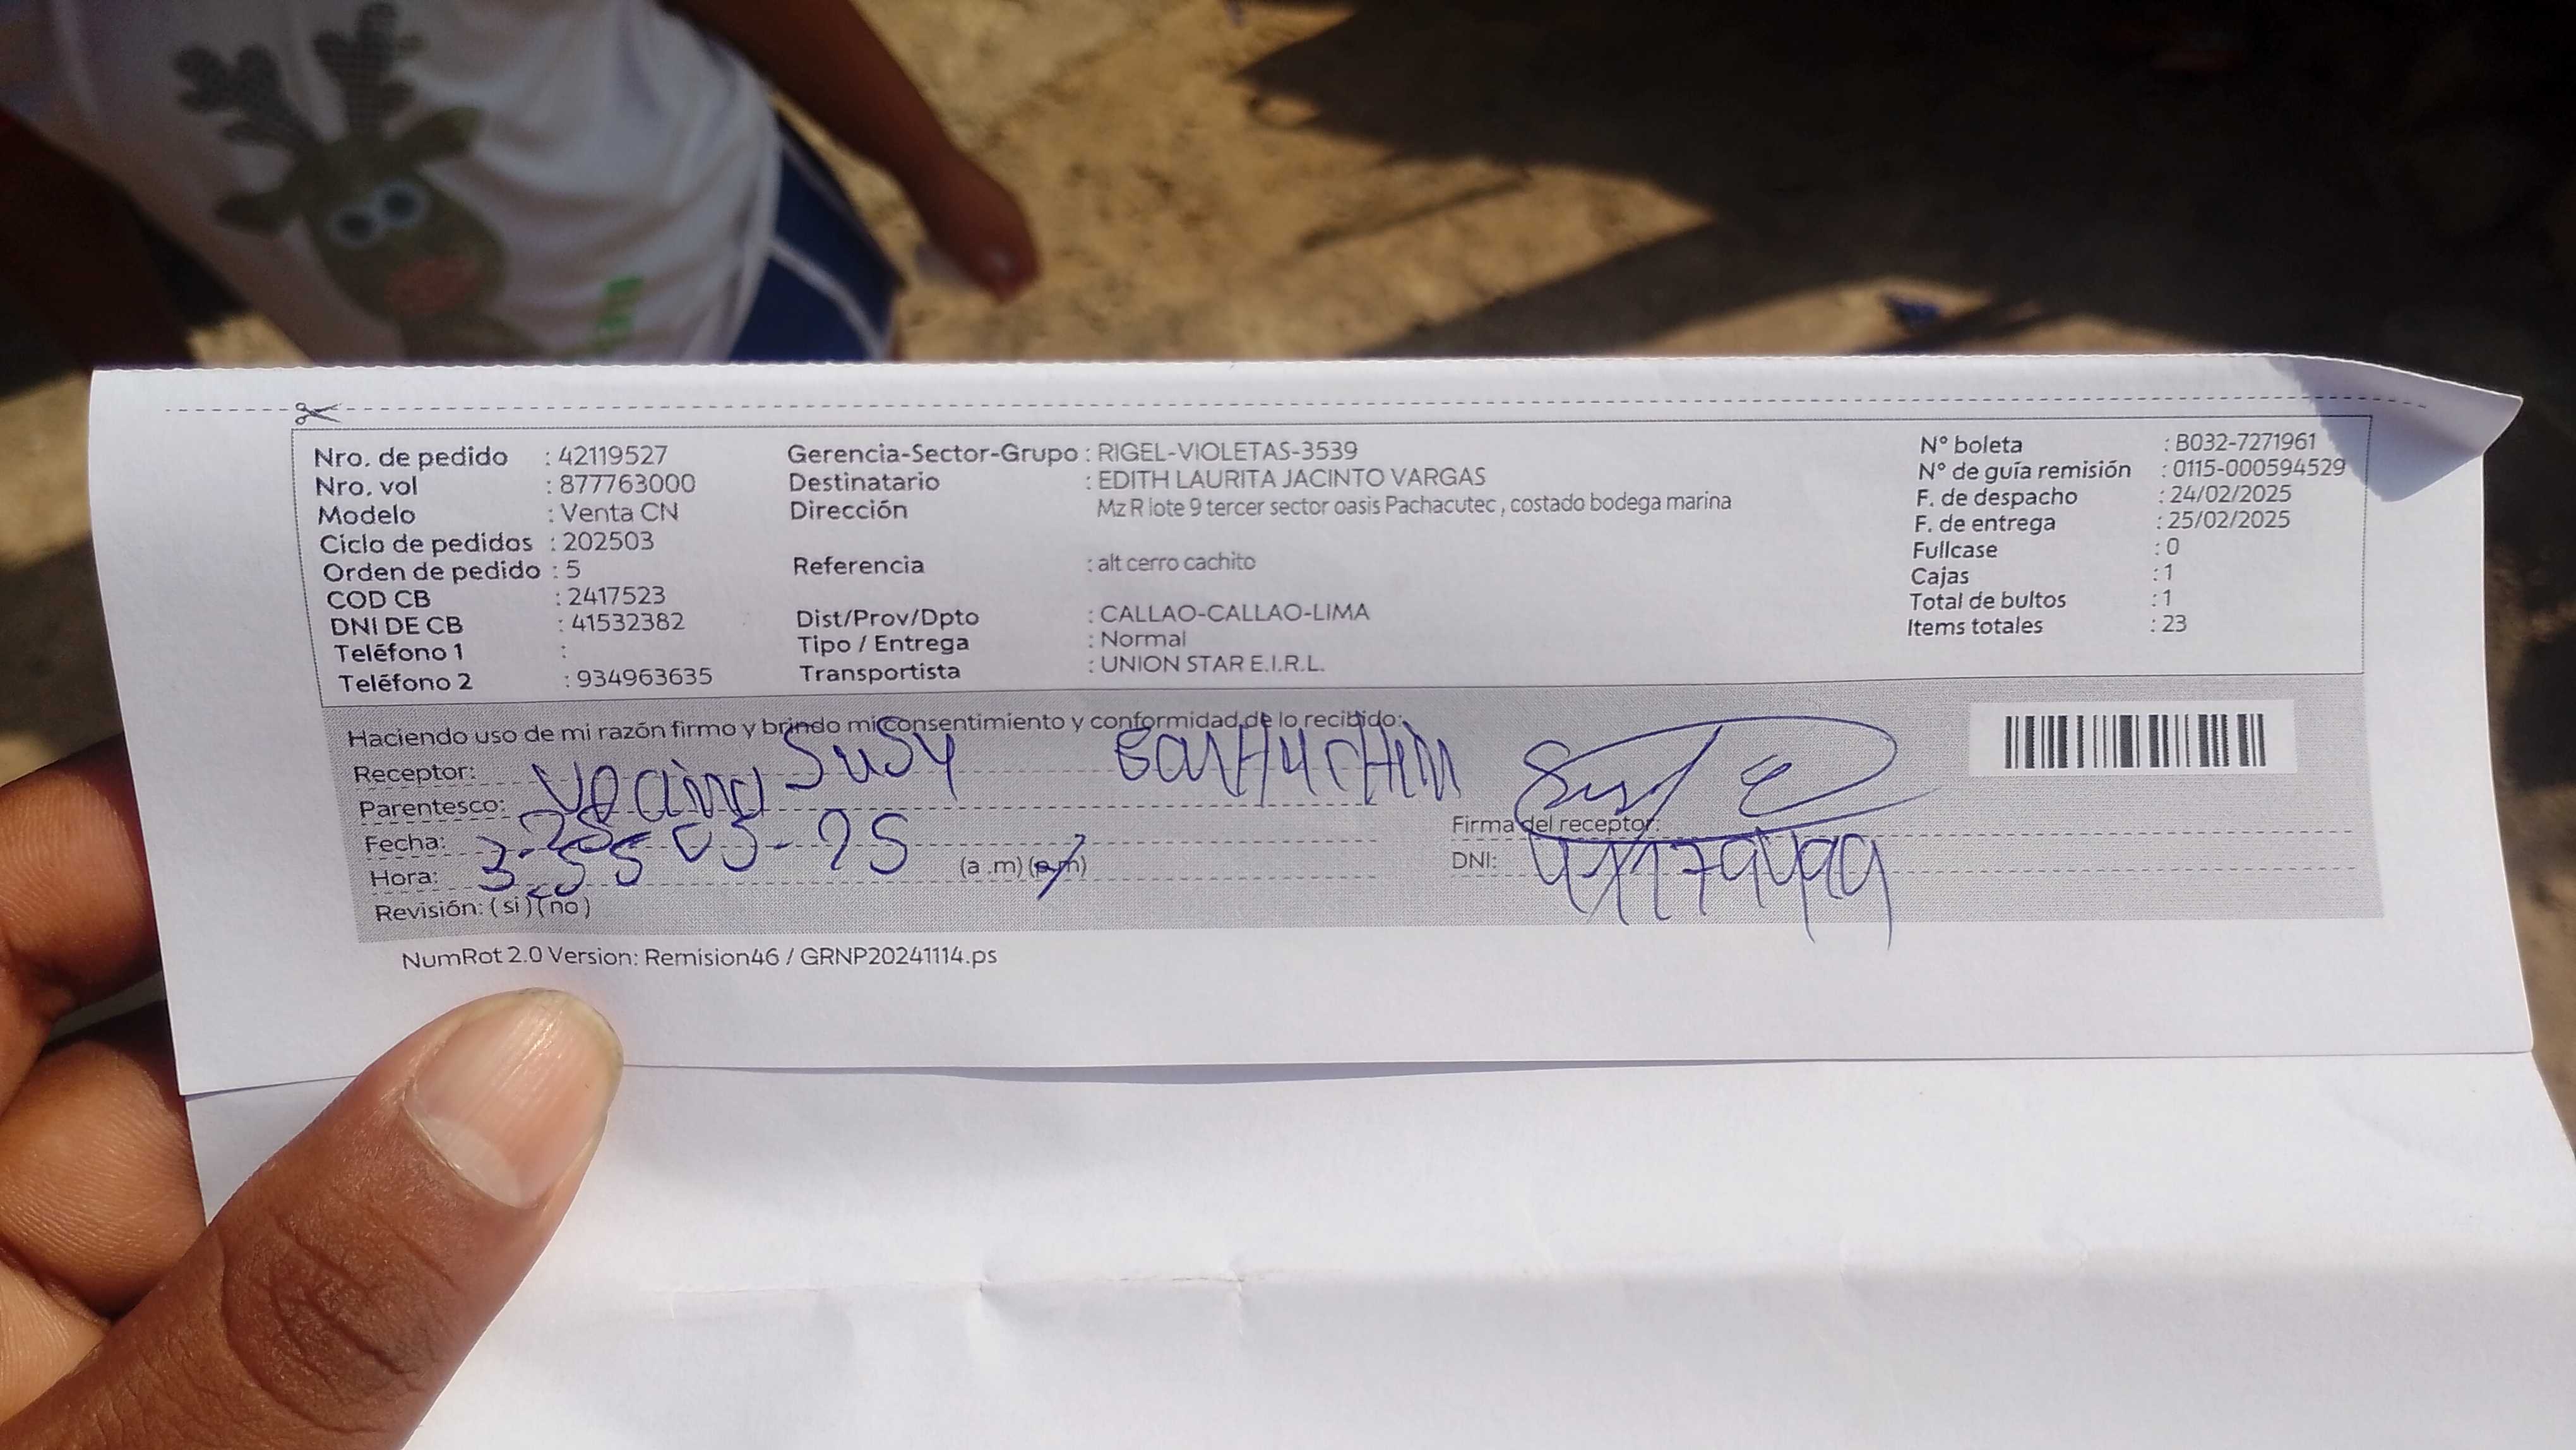 Nro. de pedido : 42119527
Nro. vol : 877763000
Modelo : Venta CN
Ciclo de pedidos : 202503
Orden de pedido : 5
COD CB : 2417523
DNI DE CB : 41532382
Teléfono 1 :
Teléfono 2 : 934963635
Gerencia-Sector-Grupo : RIGEL-VIOLETAS-3539
Destinatario : EDITH LAURITA JACINTO VARGAS
Dirección Mz R lote 9 tercer sector oasis Pachacutec , costado bodega marina
Referencia : alt cerro cachito
Dist/Prov/Dpto : CALLAO-CALLAO-LIMA
Tipo / Entrega : Normal
Transportista : UNION STAR E.I.R.L.
N° boleta : B032-7271961
N° de guía remisión : 0115-000594529
F. de despacho : 24/02/2025
F. de entrega : 25/02/2025
Fullcase : 0
Cajas : 1
Total de bultos : 1
Items totales : 23
Haciendo uso de mi razón firmo y brindo mi consentimiento y conformidad de lo recibido:
Receptor: Susy
Parentesco: vecina
Fecha:
Hora: 3:55 (a .m) (p.m)
Revisión: ( si ) ( no )
Firma del receptor:
DNI:
NumRot 2.0 Version: Remision46 / GRNP20241114.ps